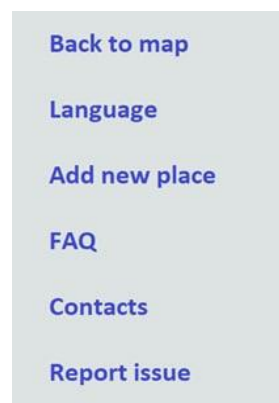 Back to map
Language
Add new place
FAQ
Contacts
Report issue